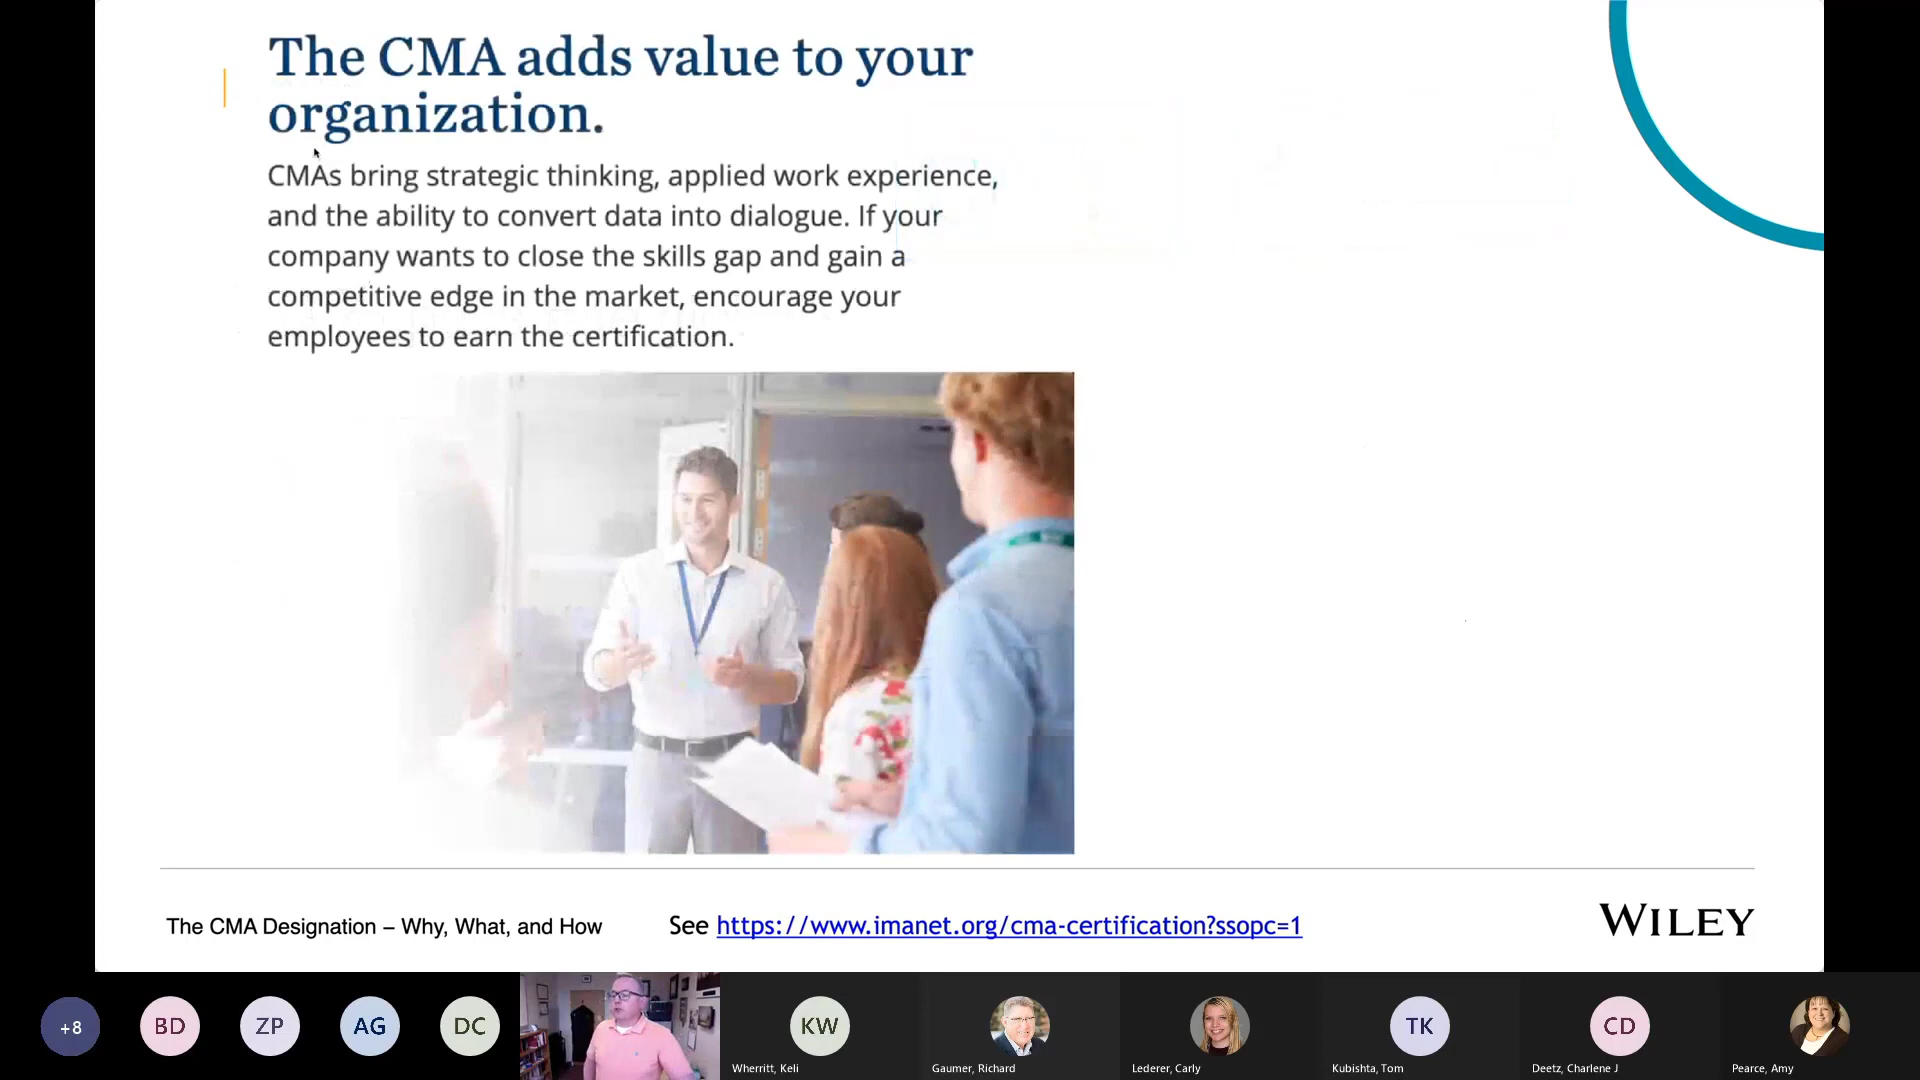 The CMA adds value to your
organization.
CMAs bring strategic thinking, applied work experience,
and the ability to convert data into dialogue. If your
company wants to close the skills gap and gain a
competitive edge in the market, encourage your
employees to earn the certification.
The CMA Designation – Why, What, and How
See https://www.imanet.org/cma-certification?ssopc=1
WILEY
+8
BD
ZP
AG
DC
KW
TK
CD
Wherritt, Keli
Gaumer, Richard
Lederer, Carly
Kubishta, Tom
Deetz, Charlene J
Pearce, Amy